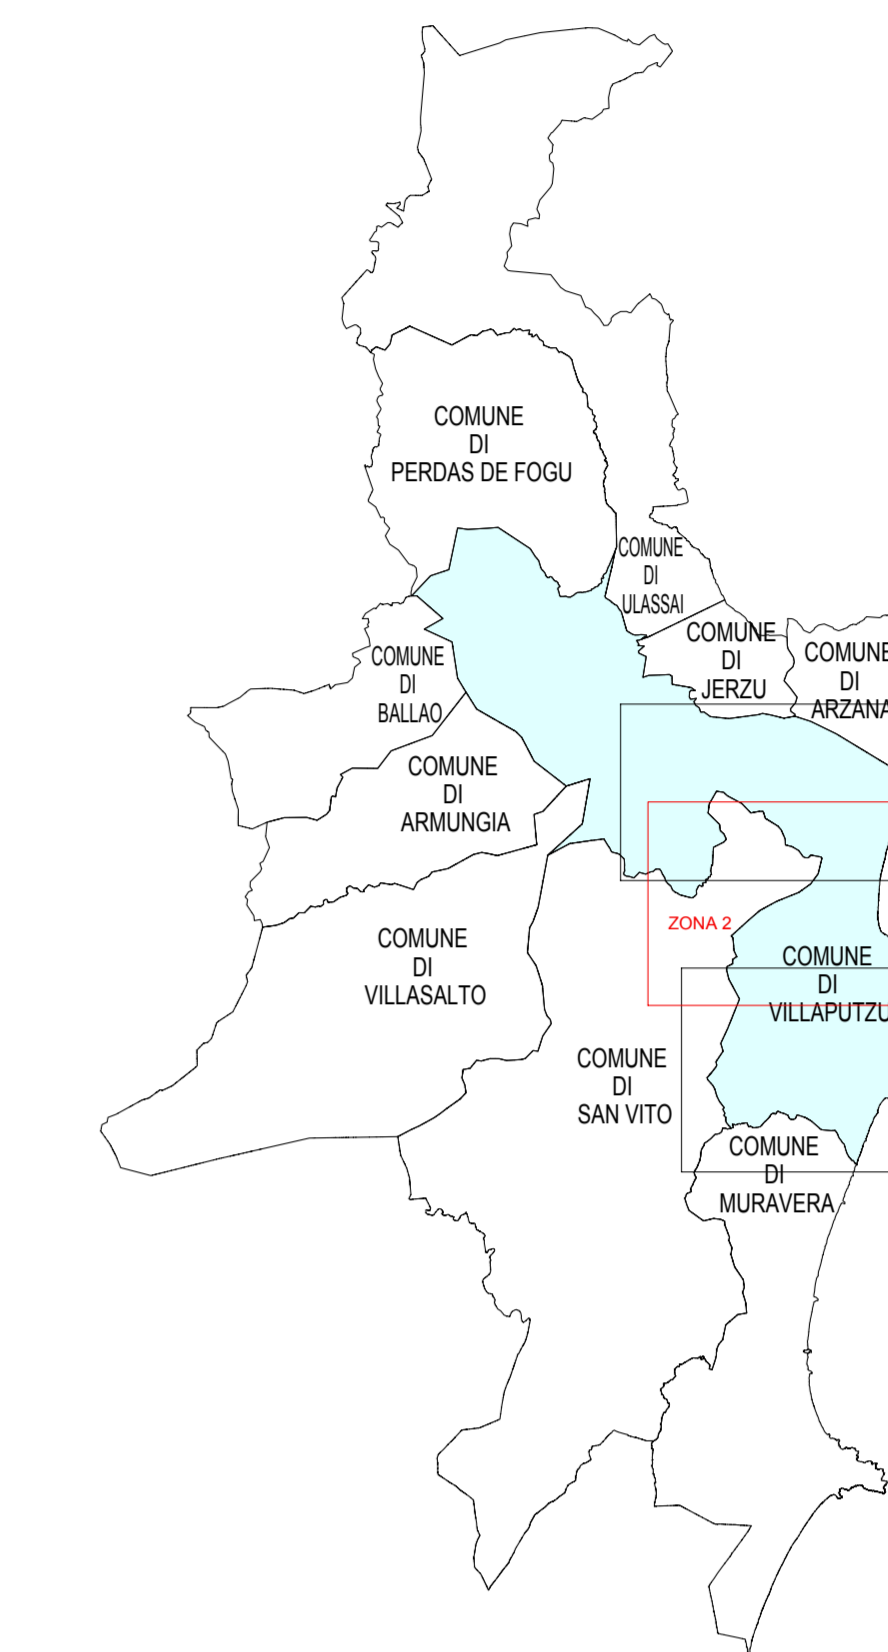 COMUNE
DI
PERDAS DE FOGU
COMUNE
DI
ULASSAI
COMUNE
DI
JERZU
COMUNE
DI
ARZANA
COMUNE
DI
BALLAO
COMUNE
DI
ARMUNGIA
ZONA 2
COMUNE
DI
VILLASALTO
COMUNE
DI
VILLAPUTZU
COMUNE
DI
SAN VITO
COMUNE
DI
MURAVERA